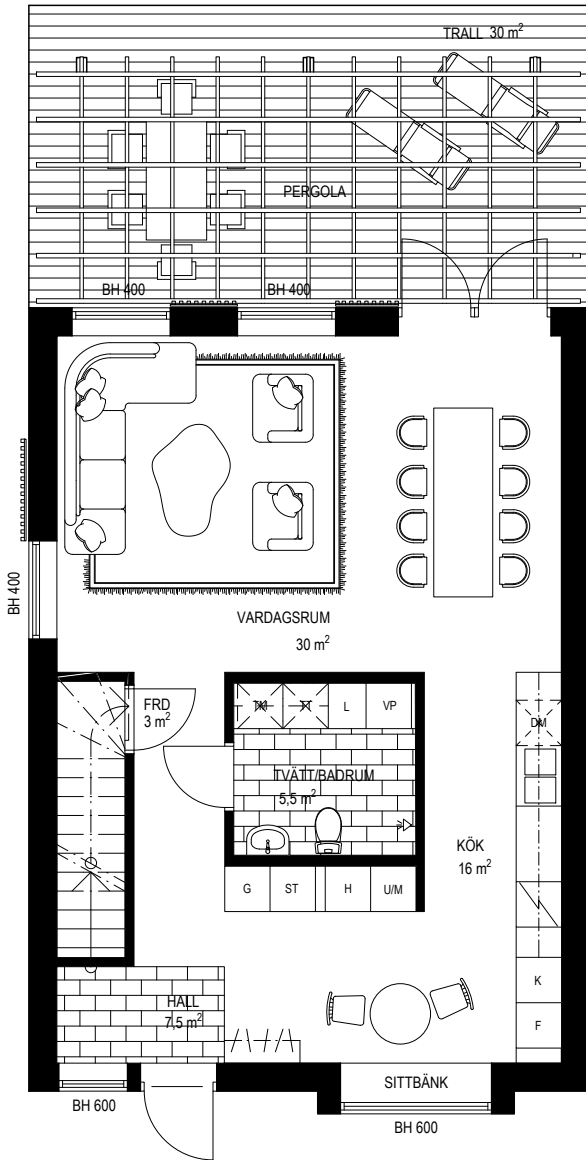 TRALL 30 m²
PERGOLA
BH 400
BH 400
BH 400
VARDAGSRUM
30 m²
FRD
3 m²
TM
TT
L
VP
TVÄTT/BADRUM
5,5 m²
DM
KÖK
16 m²
G
ST
H
U/M
K
F
HALL
7,5 m²
SITTBÄNK
BH 600
BH 600